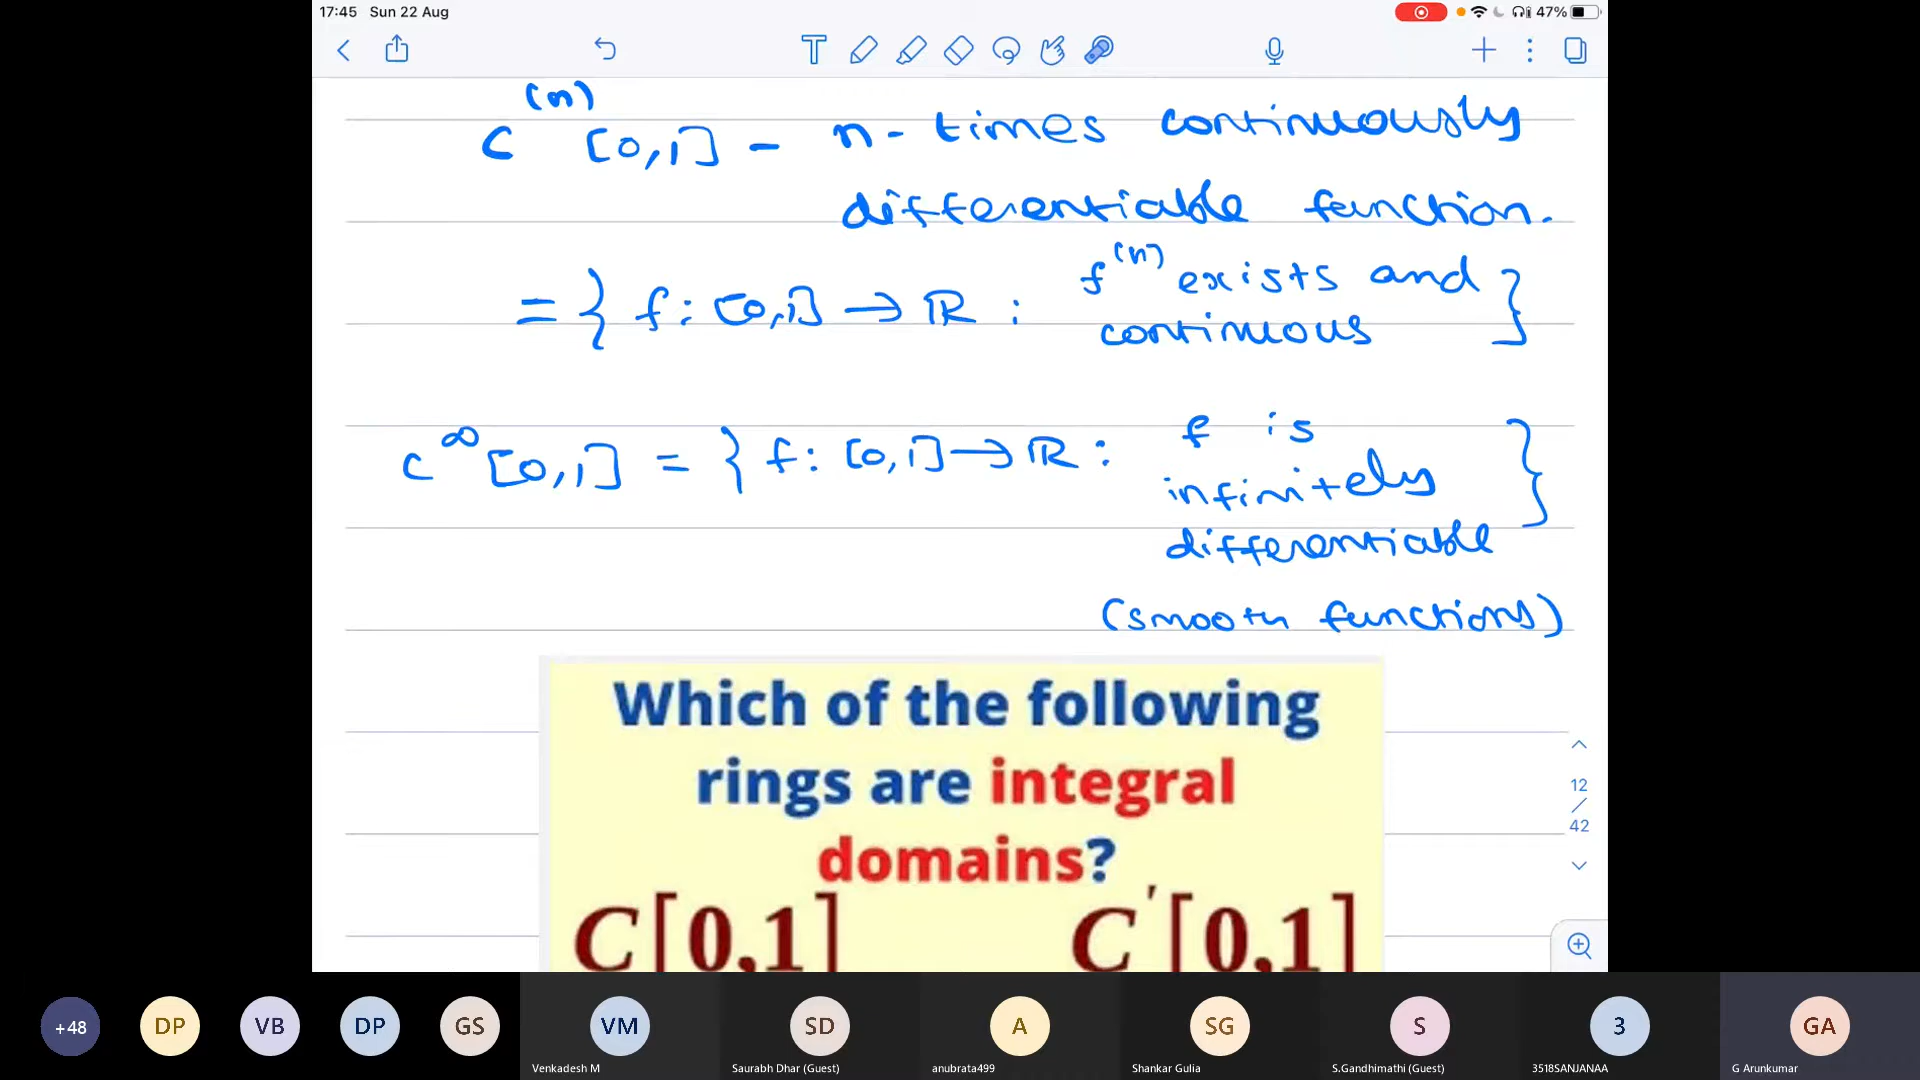 17:45 Sun 22 Aug 47%
C^(n) [0,1] - n-times continuously
differentiable function.
= { f: [0,1] → ℝ : f^(n) exists and
continuous }
C^∞ [0,1] = { f: [0,1] → ℝ : f is
infinitely
differentiable }
(smooth functions)
Which of the following
rings are integral
domains?
C[0,1] C'[0,1]
12
/
42
+48 DP VB DP GS VM SD A SG S 3 GA
Venkadesh M Saurabh Dhar (Guest) anubrata499 Shankar Gulia S.Gandhimathi (Guest) 3518SANJANAA G Arunkumar